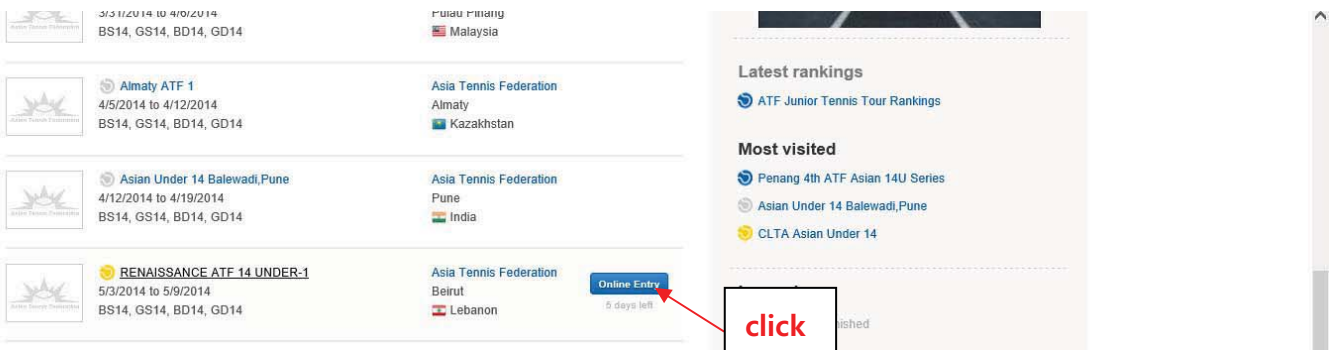 3/31/2014 to 4/6/2014
Pulau Pinang
BS14, GS14, BD14, GD14
Malaysia
Almaty ATF 1
Asia Tennis Federation
4/5/2014 to 4/12/2014
Almaty
BS14, GS14, BD14, GD14
Kazakhstan
Asian Under 14 Balewadi,Pune
Asia Tennis Federation
4/12/2014 to 4/19/2014
Pune
BS14, GS14, BD14, GD14
India
RENAISSANCE ATF 14 UNDER-1
Asia Tennis Federation
5/3/2014 to 5/9/2014
Beirut
BS14, GS14, BD14, GD14
Lebanon
Online Entry
5 days left
click
Latest rankings
ATF Junior Tennis Tour Rankings
Most visited
Penang 4th ATF Asian 14U Series
Asian Under 14 Balewadi,Pune
CLTA Asian Under 14